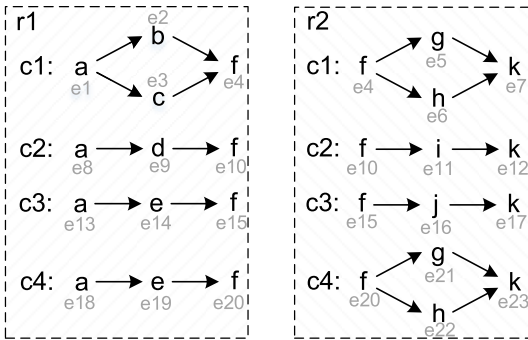 r1
e2
b
c1: a f
e1 e3 e4
c
c2: a d f
e8 e9 e10
c3: a e f
e13 e14 e15
c4: a e f
e18 e19 e20
r2
g
e5
c1: f k
e4 h e7
e6
c2: f i k
e10 e11 e12
c3: f j k
e15 e16 e17
g
e21
c4: f k
e20 h e23
e22